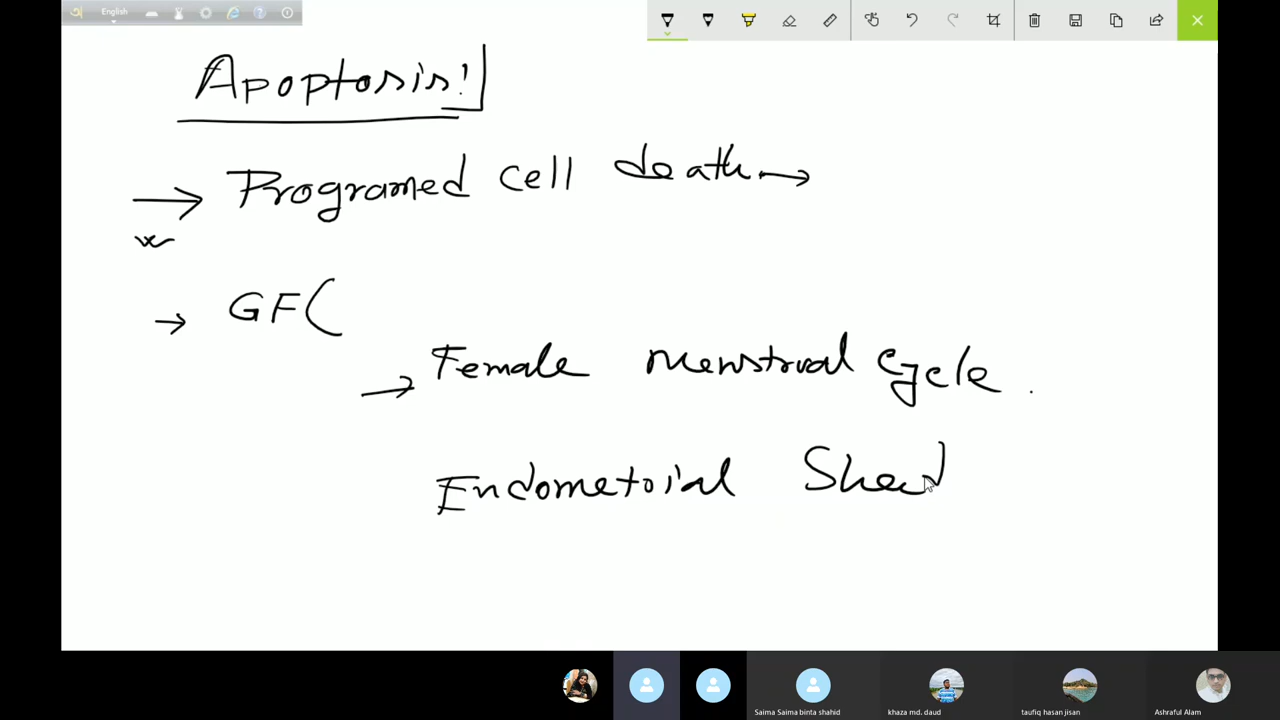 English
Apoptosis:
→ Programed cell death →
→ GF(
→ Female menstrual cycle.
Endometrial Shed
Saima Saima binta shahid
khaza md. daud
taufiq hasan jisan
Ashraful Alam